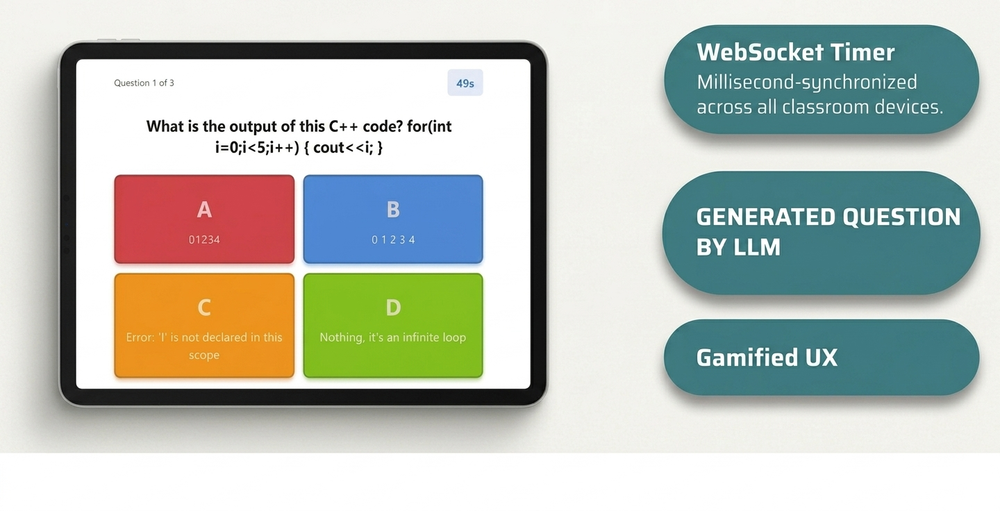 Question 1 of 3
49s
What is the output of this C++ code? for(int
i=0;i<5;i++) { cout<<i; }
A
01234
B
0 1 2 3 4
C
Error: 'I' is not declared in this
scope
D
Nothing, it's an infinite loop
WebSocket Timer
Millisecond-synchronized
across all classroom devices.
GENERATED QUESTION
BY LLM
Gamified UX